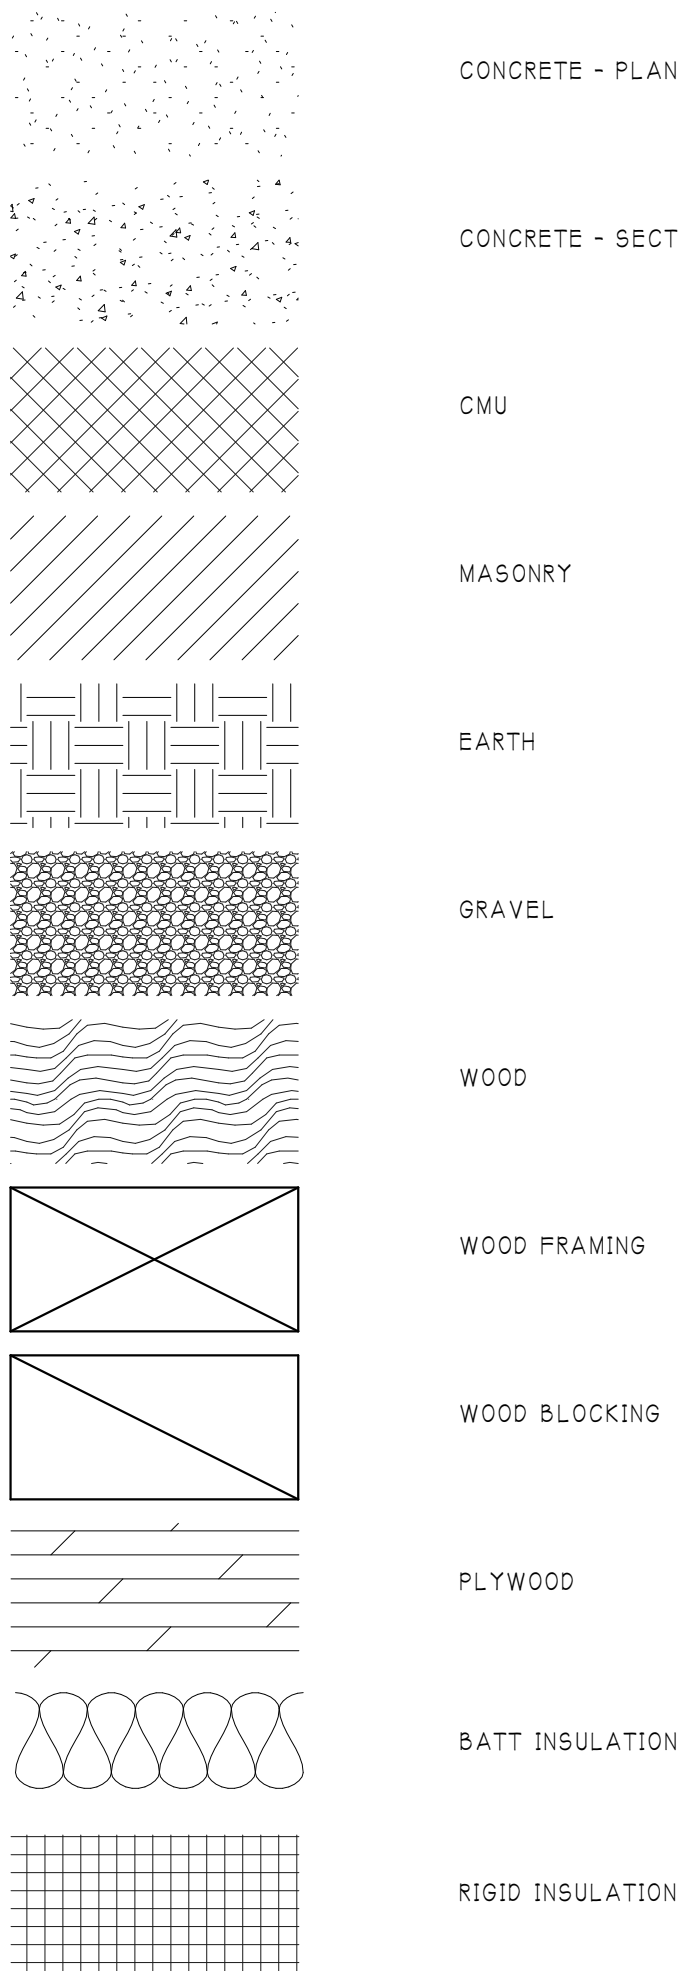 CONCRETE - PLAN
CONCRETE - SECT
CMU
MASONRY
EARTH
GRAVEL
WOOD
WOOD FRAMING
WOOD BLOCKING
PLYWOOD
BATT INSULATION
RIGID INSULATION